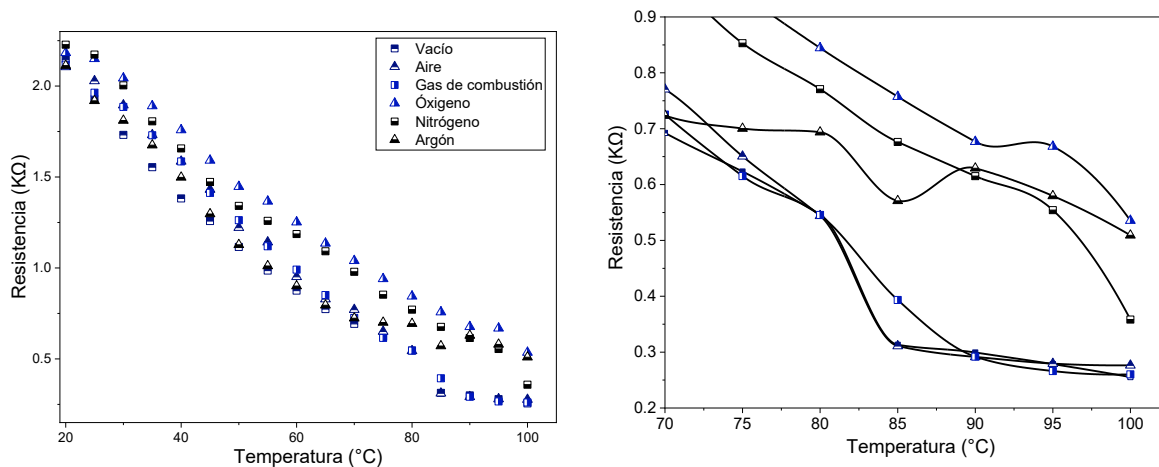 Resistencia (KΩ)
2.0
1.5
1.0
0.5
Vacío
Aire
Gas de combustión
Óxigeno
Nitrógeno
Argón
20 40 60 80 100
Temperatura (°C)
Resistencia (KΩ)
0.9
0.8
0.7
0.6
0.5
0.4
0.3
0.2
70 75 80 85 90 95 100
Temperatura (°C)